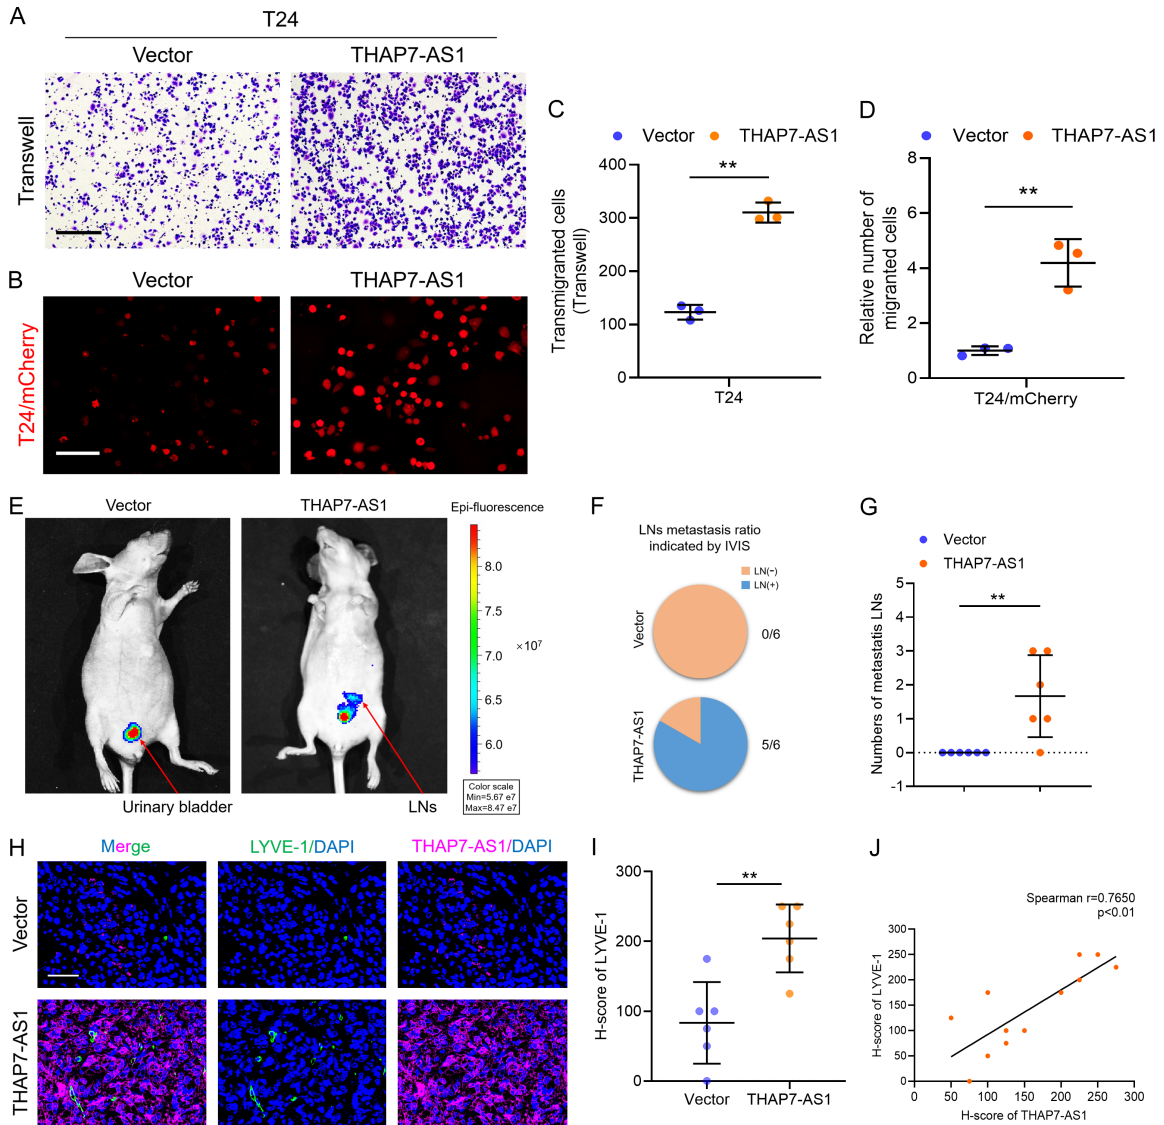 A
T24
Vector THAP7-AS1
Transwell
B
Vector THAP7-AS1
T24/mCherry
C
Vector THAP7-AS1
400
300
200
100
0
**
Transmigranted cells
(Transwell)
T24
D
Vector THAP7-AS1
8
6
4
2
0
**
Relative number of
migranted cells
T24/mCherry
E
Vector THAP7-AS1 Epi-fluorescence
8.0
7.5
7.0
6.5
6.0
×10^7
Color scale
Min=5.67 e7
Max=8.47 e7
Urinary bladder LNs
F
LNs metastasis ratio
indicated by IVIS
LN(−)
LN(+)
Vector
0/6
THAP7-AS1
5/6
G
Vector
THAP7-AS1
5
4
3
2
1
0
-1
**
Numbers of metastatis LNs
H
Merge LYVE-1/DAPI THAP7-AS1/DAPI
Vector
THAP7-AS1
I
300
200
100
0
**
H-score of LYVE-1
Vector THAP7-AS1
J
Spearman r=0.7650
p<0.01
300
250
200
150
100
50
0
H-score of LYVE-1
0 50 100 150 200 250 300
H-score of THAP7-AS1